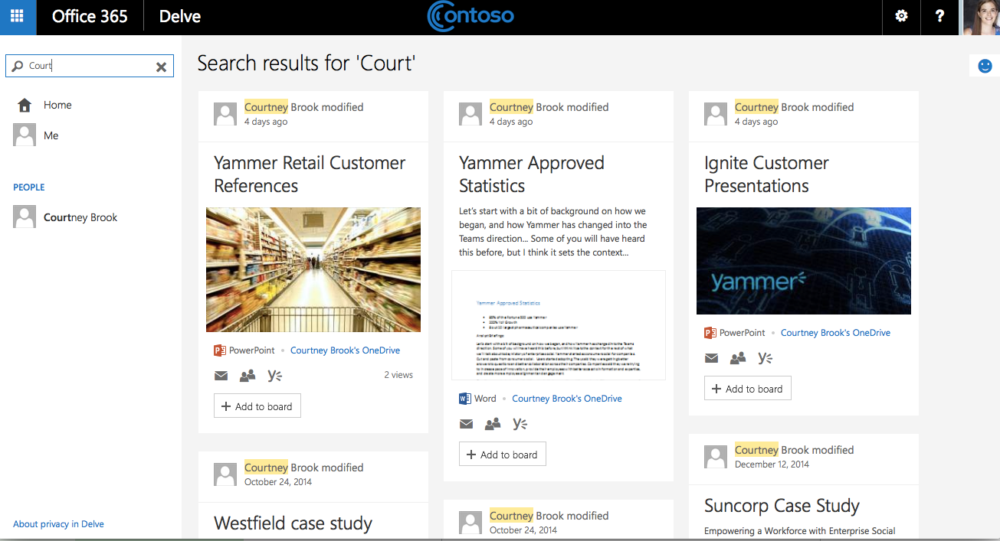 Office 365
Delve
Contoso
?
Court
Search results for 'Court'
Home
Me
PEOPLE
Courtney Brook
About privacy in Delve
Courtney Brook modified
4 days ago
Yammer Retail Customer
References
PowerPoint • Courtney Brook's OneDrive
2 views
+ Add to board
Courtney Brook modified
October 24, 2014
Westfield case study
Courtney Brook modified
4 days ago
Yammer Approved
Statistics
Let's start with a bit of background on how we
began, and how Yammer has changed into the
Teams direction... Some of you will have heard
this before, but I think it sets the context...
Yammer Approved Statistics
Word • Courtney Brook's OneDrive
+ Add to board
Courtney Brook modified
October 24, 2014
Courtney Brook modified
4 days ago
Ignite Customer
Presentations
yammer
PowerPoint • Courtney Brook's OneDrive
+ Add to board
Courtney Brook modified
December 12, 2014
Suncorp Case Study
Empowering a Workforce with Enterprise Social